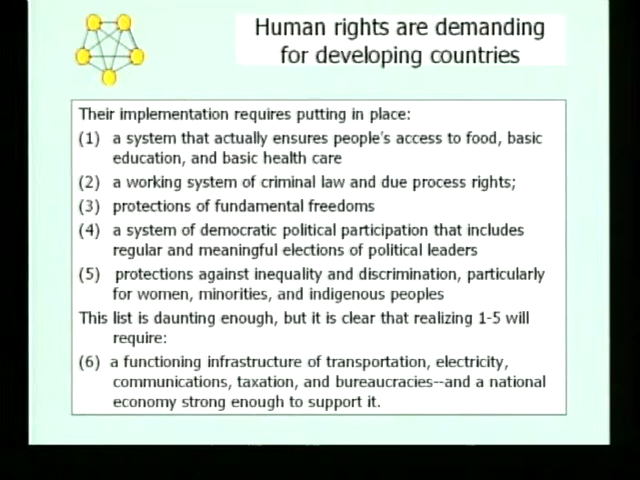 Human rights are demanding
for developing countries
Their implementation requires putting in place:
(1) a system that actually ensures people's access to food, basic
education, and basic health care
(2) a working system of criminal law and due process rights;
(3) protections of fundamental freedoms
(4) a system of democratic political participation that includes
regular and meaningful elections of political leaders
(5) protections against inequality and discrimination, particularly
for women, minorities, and indigenous peoples
This list is daunting enough, but it is clear that realizing 1-5 will
require:
(6) a functioning infrastructure of transportation, electricity,
communications, taxation, and bureaucracies--and a national
economy strong enough to support it.